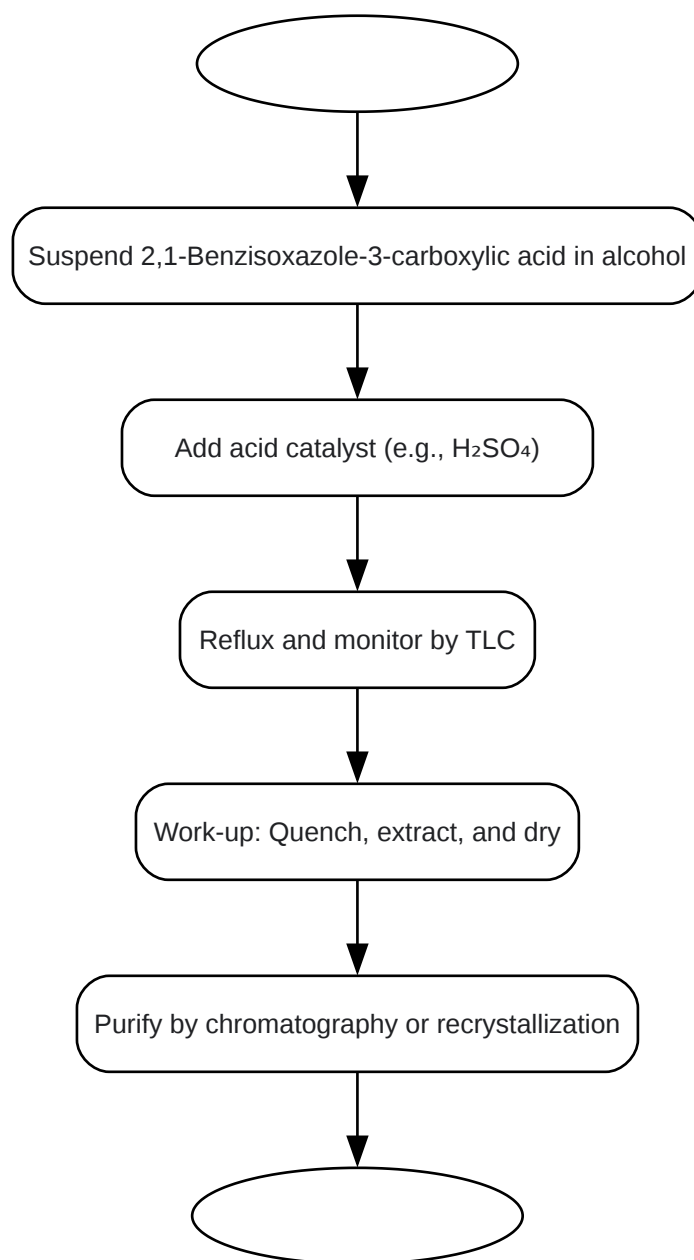 Suspend 2,1-Benzisoxazole-3-carboxylic acid in alcohol
Add acid catalyst (e.g., H₂SO₄)
Reflux and monitor by TLC
Work-up: Quench, extract, and dry
Purify by chromatography or recrystallization